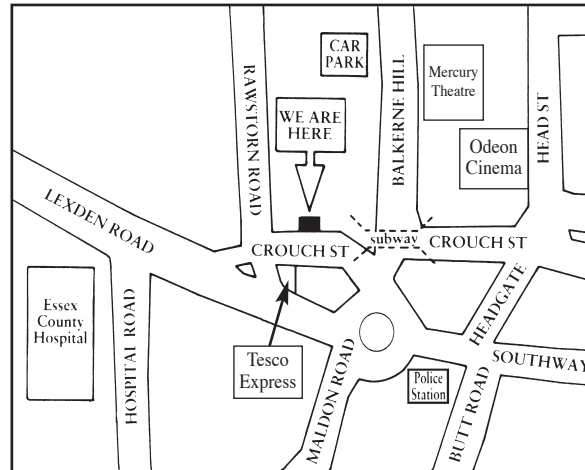 CAR
PARK
Mercury
Theatre
WE ARE
HERE
RAWSTORN ROAD
BALKERNE HILL
HEAD ST
Odeon
Cinema
LEXDEN ROAD
CROUCH ST
subway
CROUCH ST
Essex
County
Hospital
HOSPITAL ROAD
Tesco
Express
MALDON ROAD
HEADGATE
SOUTHWAY
Police
Station
BUTT ROAD